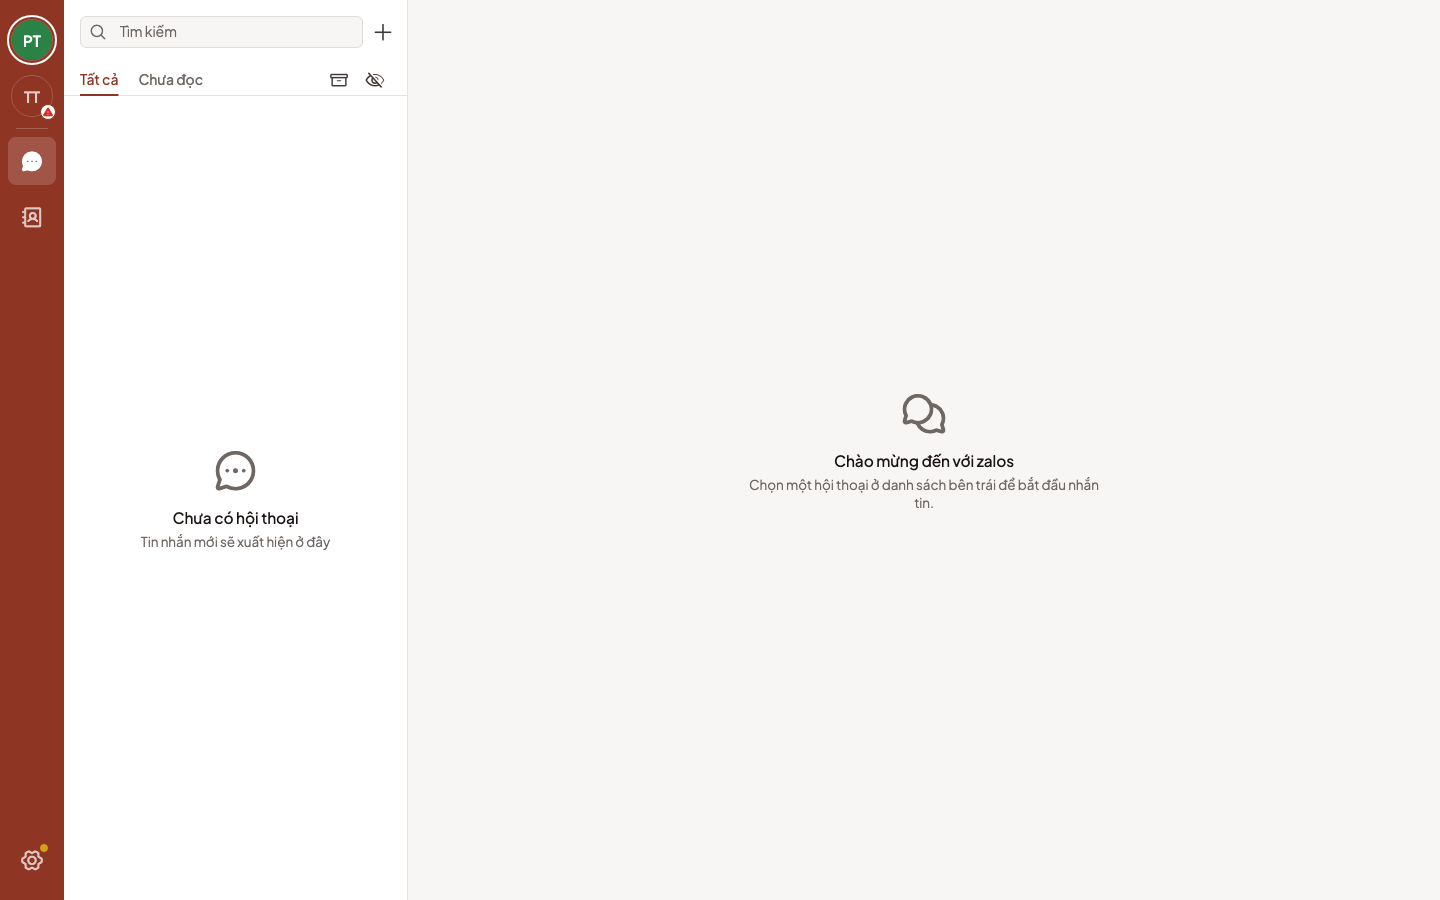 PT
Tìm kiếm
TT
Tất cả
Chưa đọc
Chưa có hội thoại
Tin nhắn mới sẽ xuất hiện ở đây
Chào mừng đến với zalos
Chọn một hội thoại ở danh sách bên trái để bắt đầu nhắn
tin.